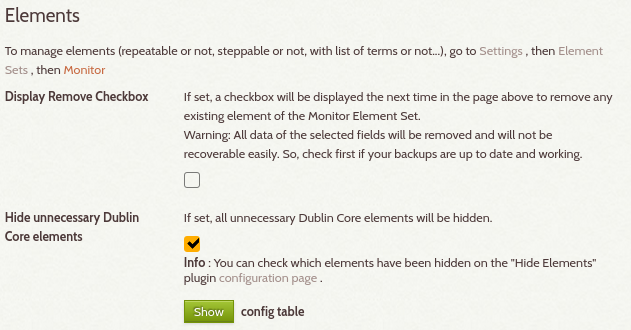 Elements
To manage elements (repeatable or not, steppable or not, with list of terms or not...), go to Settings , then Element
Sets , then Monitor
Display Remove Checkbox
If set, a checkbox will be displayed the next time in the page above to remove any
existing element of the Monitor Element Set.
Warning: All data of the selected fields will be removed and will not be
recoverable easily. So, check first if your backups are up to date and working.
Hide unnecessary Dublin
Core elements
If set, all unnecessary Dublin Core elements will be hidden.
Info : You can check which elements have been hidden on the "Hide Elements"
plugin configuration page .
Show config table